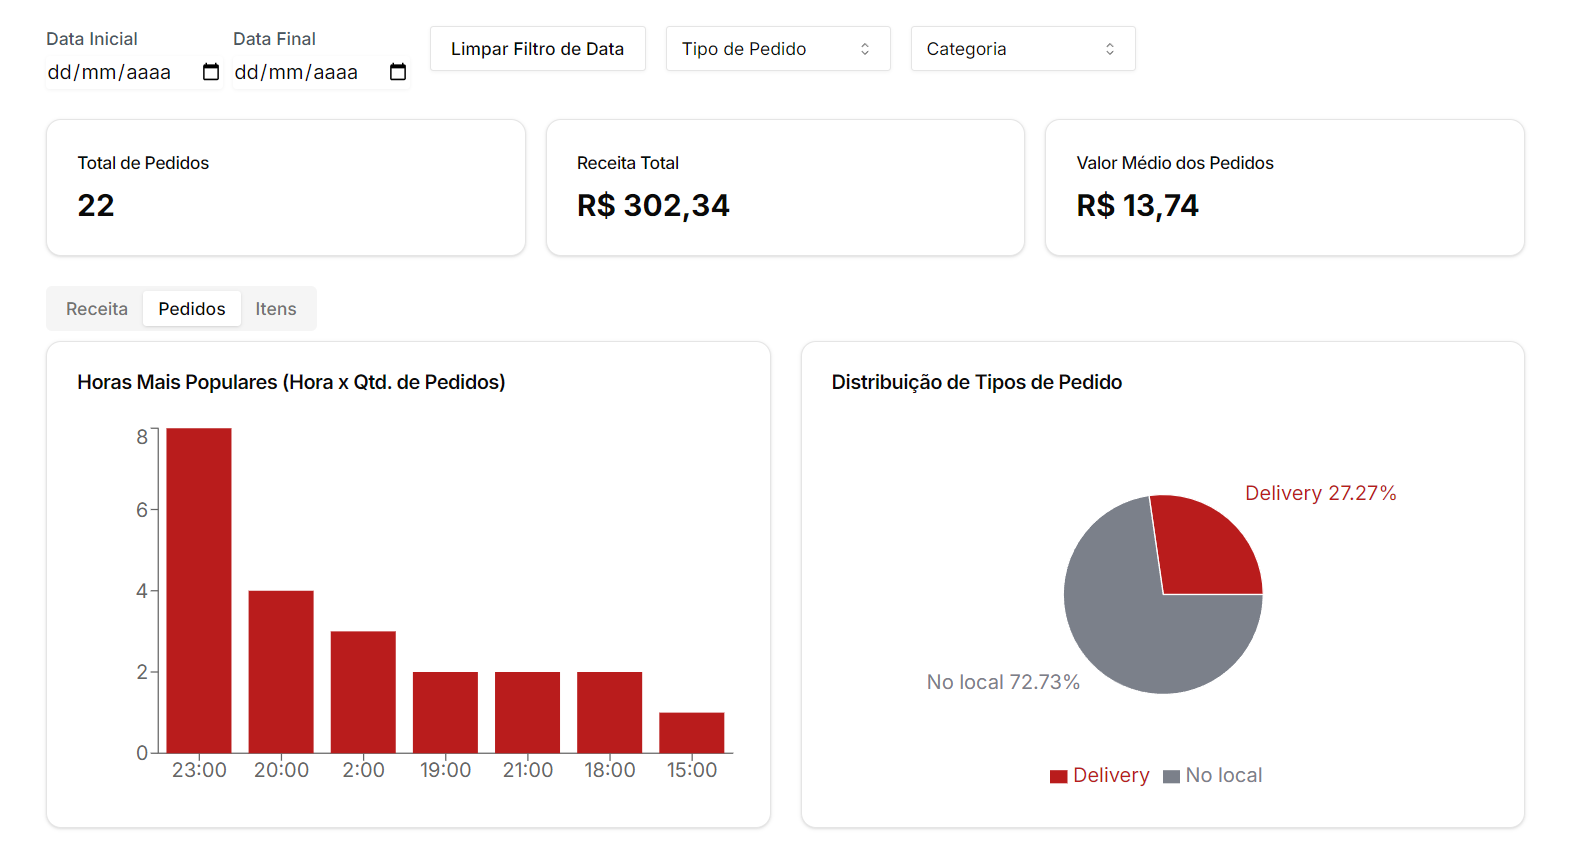 Data Inicial
dd/mm/aaaa
Data Final
dd/mm/aaaa
Limpar Filtro de Data
Tipo de Pedido
Categoria
Total de Pedidos
22
Receita Total
R$ 302,34
Valor Médio dos Pedidos
R$ 13,74
Receita
Pedidos
Itens
Horas Mais Populares (Hora x Qtd. de Pedidos)
8
6
4
2
0
23:00
20:00
2:00
19:00
21:00
18:00
15:00
Distribuição de Tipos de Pedido
Delivery 27.27%
No local 72.73%
Delivery
No local